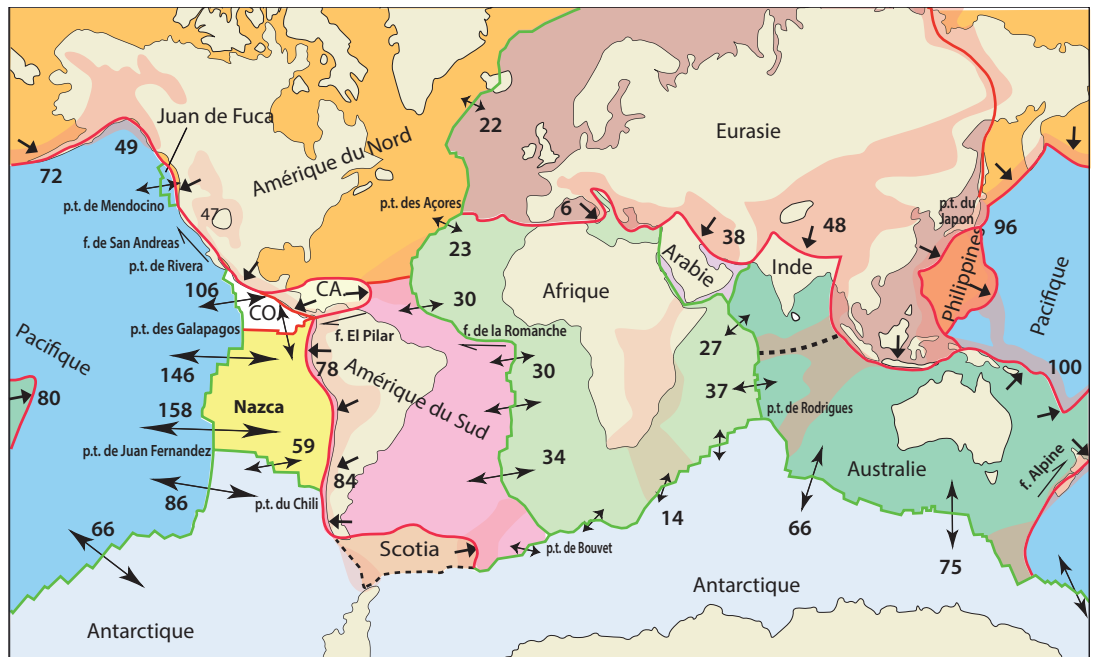 22
Juan de Fuca
49
Eurasie
72
Amérique du Nord
p.t. de Mendocino
47
p.t. des Açores
6
p.t. du
Japon
f. de San Andreas
23
38
48
96
p.t. de Rivera
Arabie
Inde
Philippines
106
CA
30
Afrique
Pacifique
CO
p.t. des Galapagos
f. El Pilar
f. de la Romanche
27
Pacifique
146
78
30
100
80
Amérique du Sud
37
158
Nazca
p.t. de Rodrigues
p.t. de Juan Fernandez
59
34
Australie
f. Alpine
86
84
p.t. du Chili
14
66
66
Scotia
p.t. de Bouvet
75
Antarctique
Antarctique